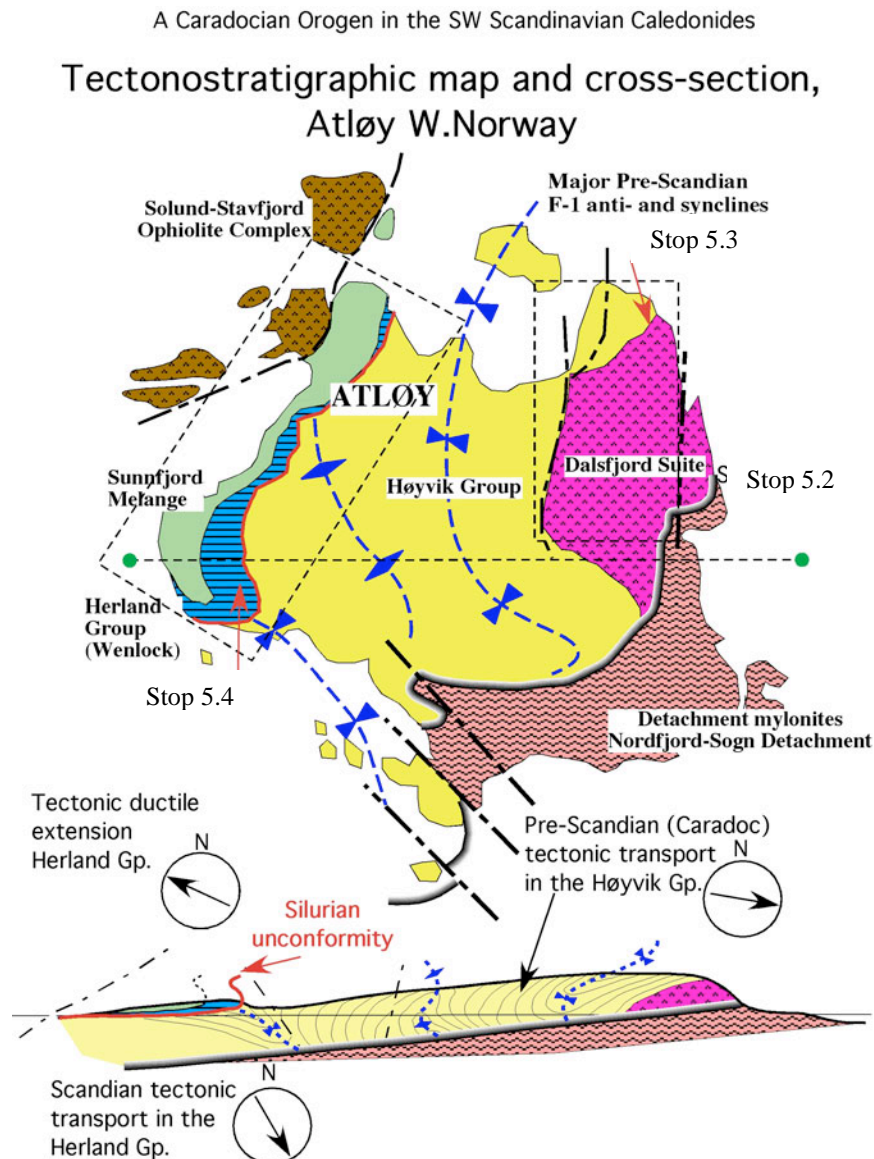 A Caradocian Orogen in the SW Scandinavian Caledonides
Tectonostratigraphic map and cross-section,
Atløy W.Norway
Solund-Stavfjord
Ophiolite Complex
Major Pre-Scandian
F-1 anti- and synclines
Stop 5.3
ATLØY
Sunnfjord
Melange
Høyvik Group
Dalsfjord Suite
S
Stop 5.2
Herland
Group
(Wenlock)
Stop 5.4
Detachment mylonites
Nordfjord-Sogn Detachment
Tectonic ductile
extension
Herland Gp.
N
Pre-Scandian (Caradoc)
tectonic transport
in the Høyvik Gp.
N
Silurian
unconformity
Scandian tectonic
transport in the
Herland Gp.
N